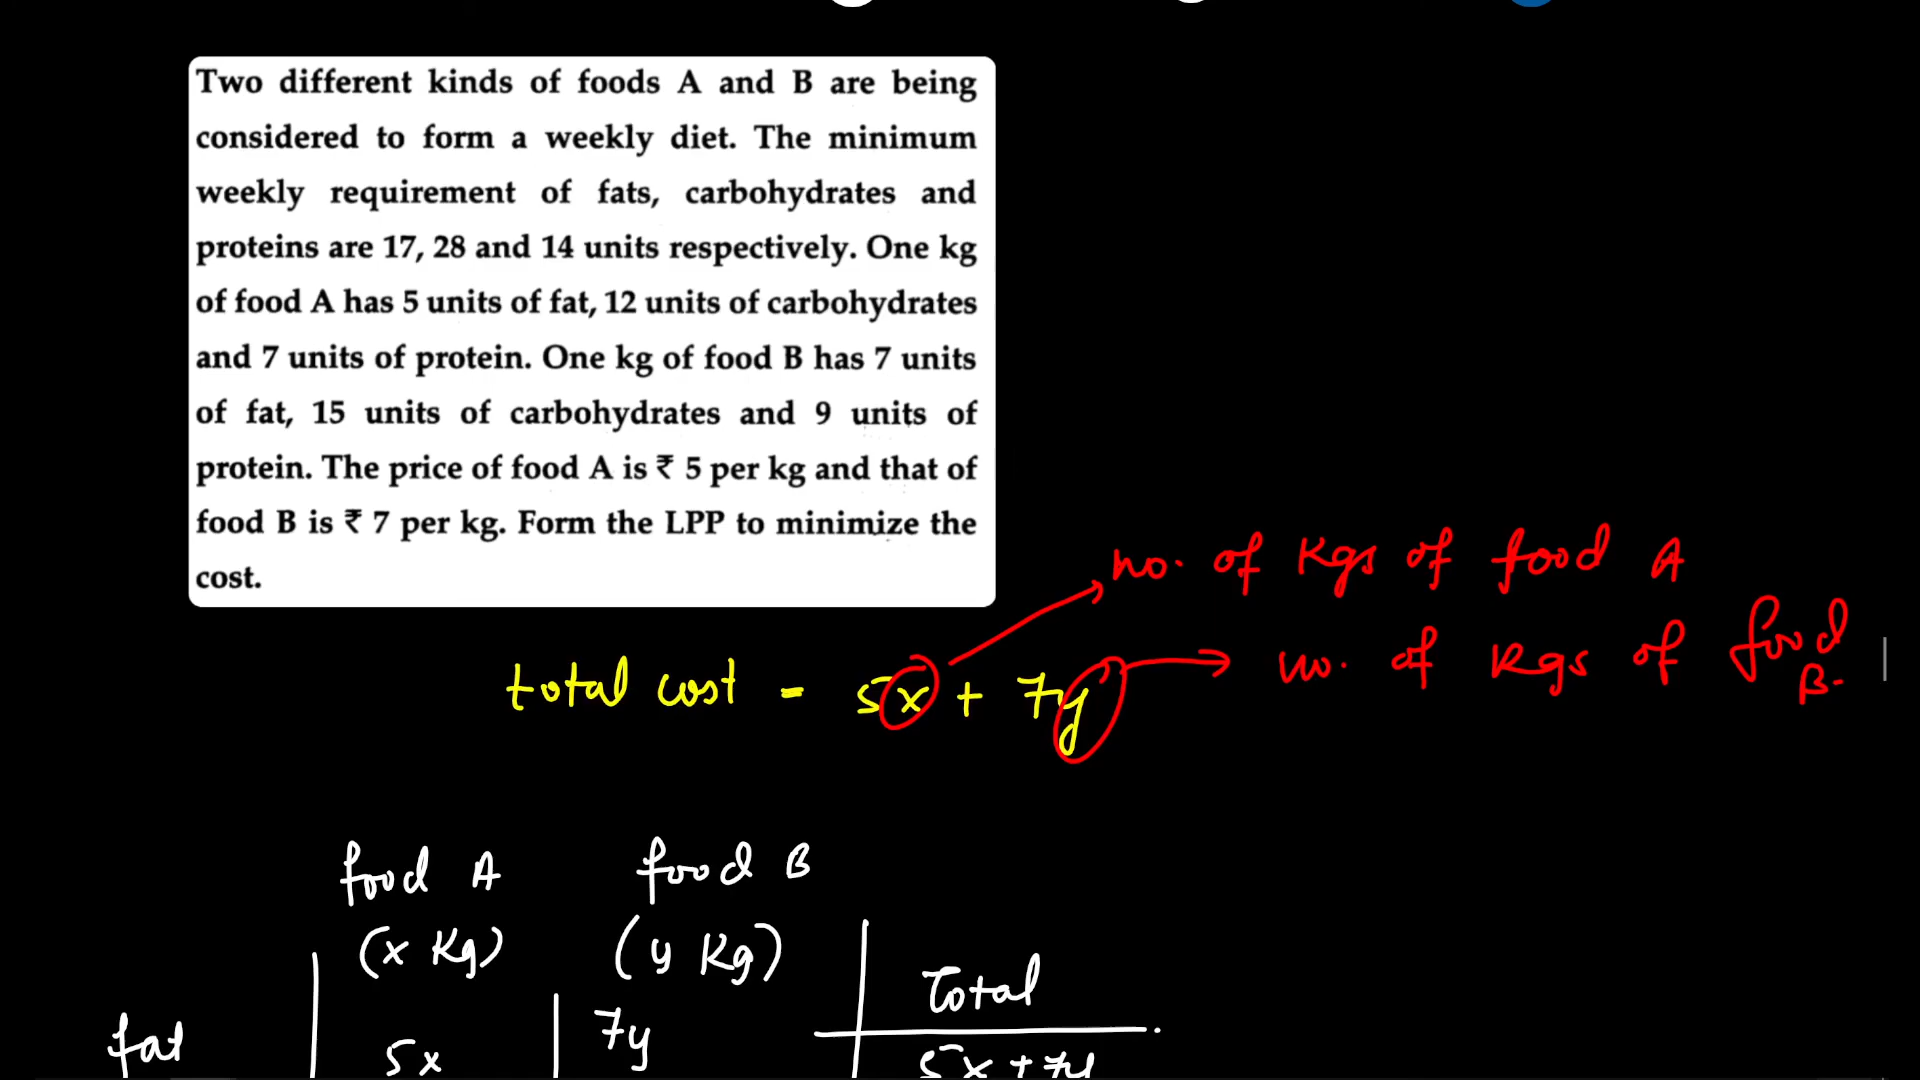 Two different kinds of foods A and B are being
considered to form a weekly diet. The minimum
weekly requirement of fats, carbohydrates and
proteins are 17, 28 and 14 units respectively. One kg
of food A has 5 units of fat, 12 units of carbohydrates
and 7 units of protein. One kg of food B has 7 units
of fat, 15 units of carbohydrates and 9 units of
protein. The price of food A is ₹ 5 per kg and that of
food B is ₹ 7 per kg. Form the LPP to minimize the
cost.
no. of Kgs of food A
no. of Kgs of food
B.
total cost = 5x + 7y
food A food B
(x Kg) (y Kg)
Total
fat 5x 7y 5x + 7y